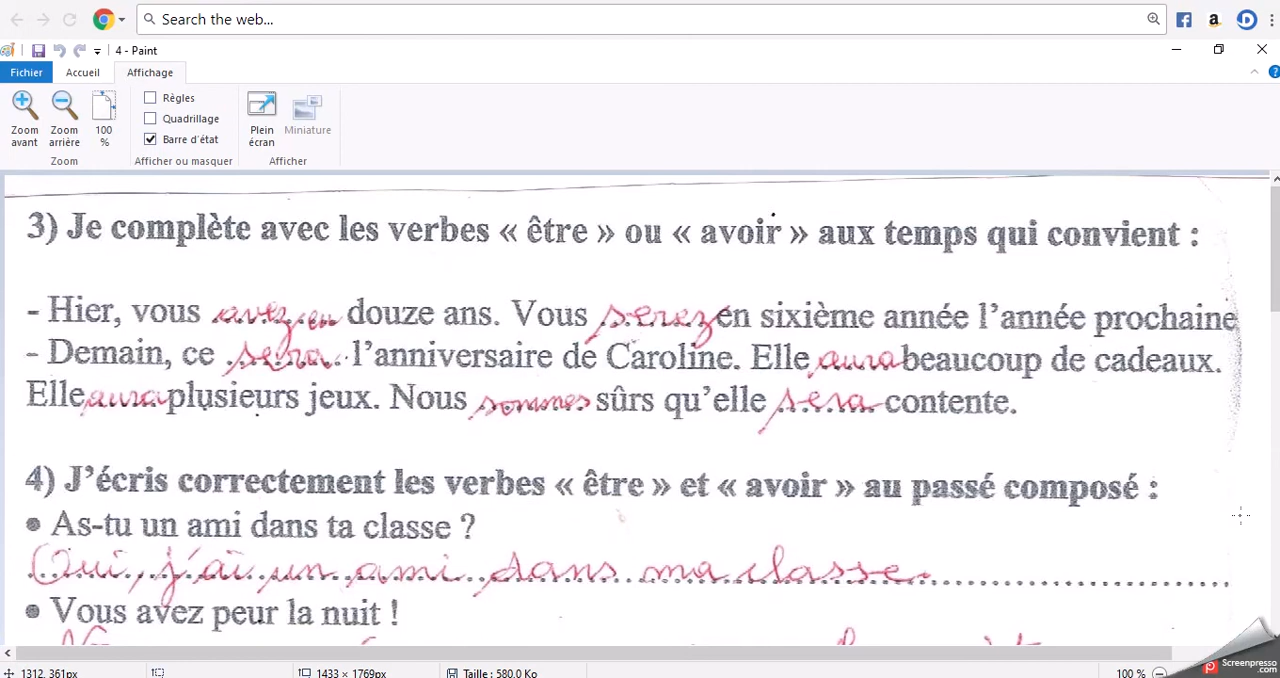 Search the web...
4 - Paint
Fichier Accueil Affichage
Zoom avant
Zoom arrière
100 %
Zoom
Règles
Quadrillage
Barre d'état
Afficher ou masquer
Plein écran
Miniature
Afficher
3) Je complète avec les verbes « être » ou « avoir » aux temps qui convient :
- Hier, vous avez eu douze ans. Vous serez en sixième année l'année prochaine
- Demain, ce sera l'anniversaire de Caroline. Elle aura beaucoup de cadeaux.
Elle aura plusieurs jeux. Nous sommes sûrs qu'elle sera contente.
4) J'écris correctement les verbes « être » et « avoir » au passé composé :
• As-tu un ami dans ta classe ?
Oui, j'ai un ami dans ma classe.
• Vous avez peur la nuit !
1312, 361px
1433 × 1769px
Taille : 580.0 Ko
100 %
Screenpresso
.com